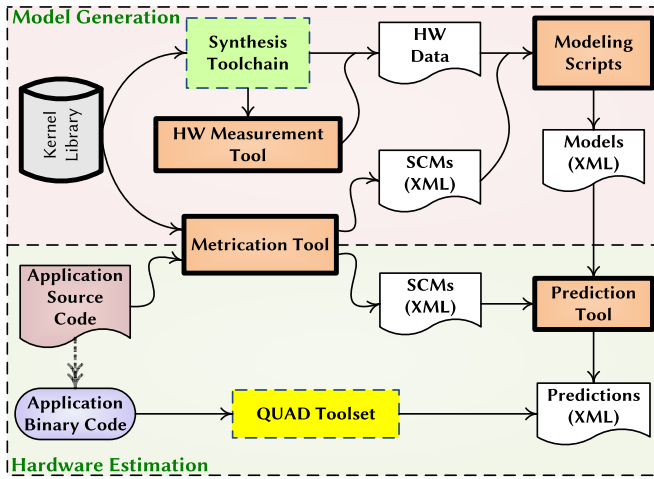 Model Generation
Synthesis
Toolchain
HW
Data
Modeling
Scripts
Kernel
Library
HW Measurement
Tool
SCMs
(XML)
Models
(XML)
Metrication Tool
Application
Source
Code
SCMs
(XML)
Prediction
Tool
Application
Binary Code
QUAD Toolset
Predictions
(XML)
Hardware Estimation